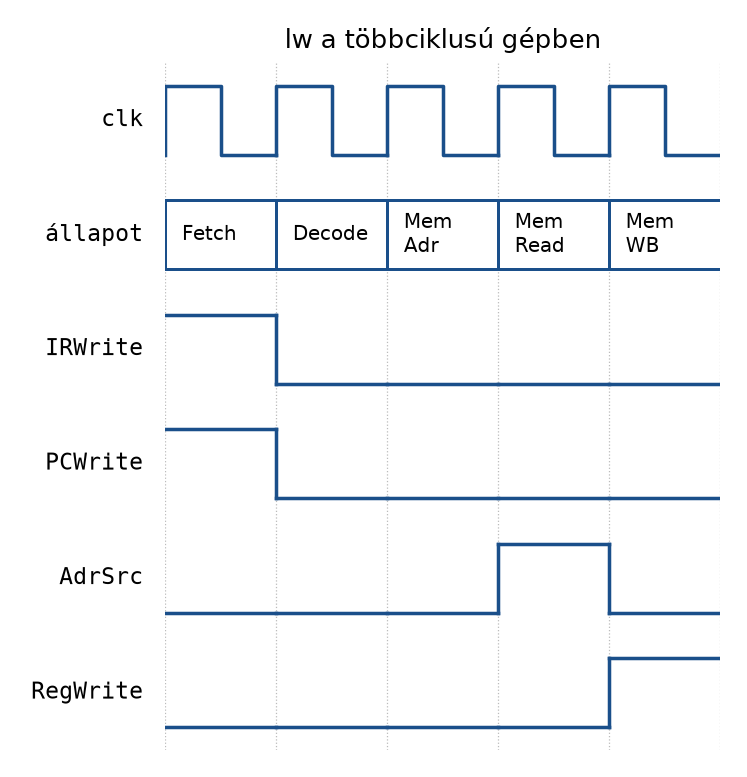 lw a többciklusú gépben
clk
állapot
Fetch
Decode
Mem
Adr
Mem
Read
Mem
WB
IRWrite
PCWrite
AdrSrc
RegWrite